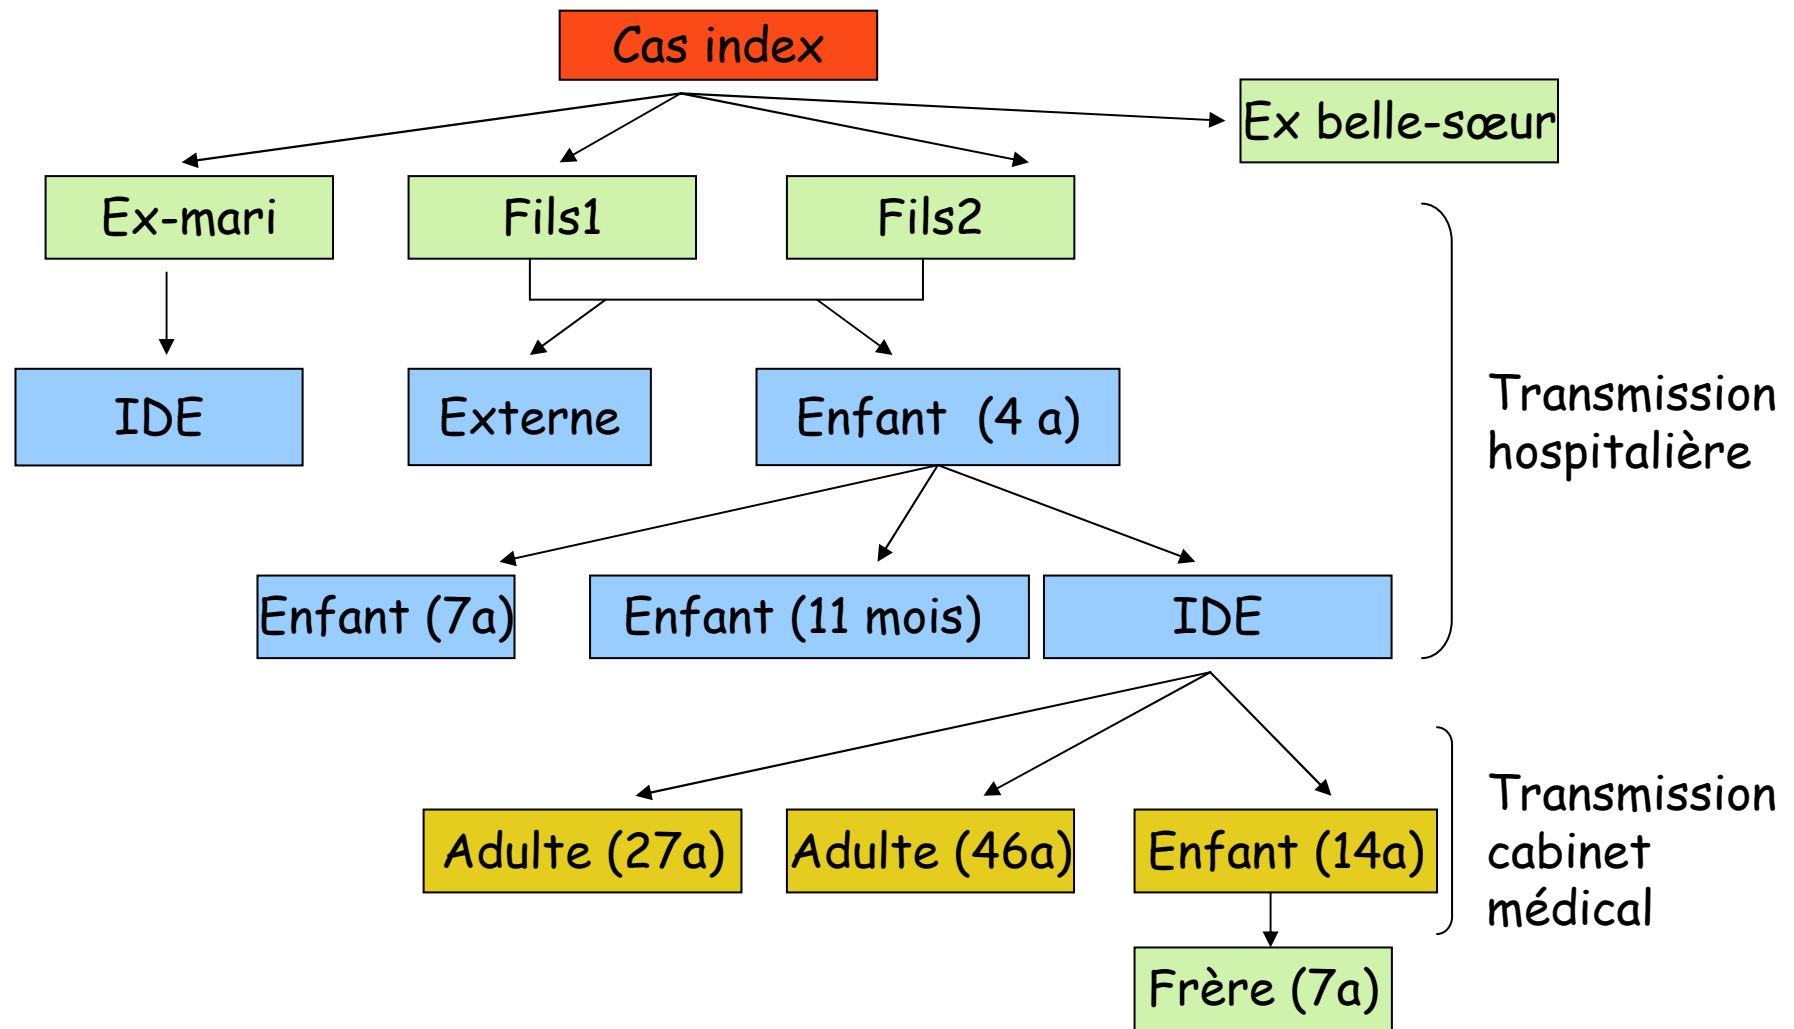 Cas index
Ex belle-sœur
Ex-mari
Fils1
Fils2
IDE
Externe
Enfant (4 a)
Transmission
hospitalière
Enfant (7a)
Enfant (11 mois)
IDE
Adulte (27a)
Adulte (46a)
Enfant (14a)
Transmission
cabinet
médical
Frère (7a)